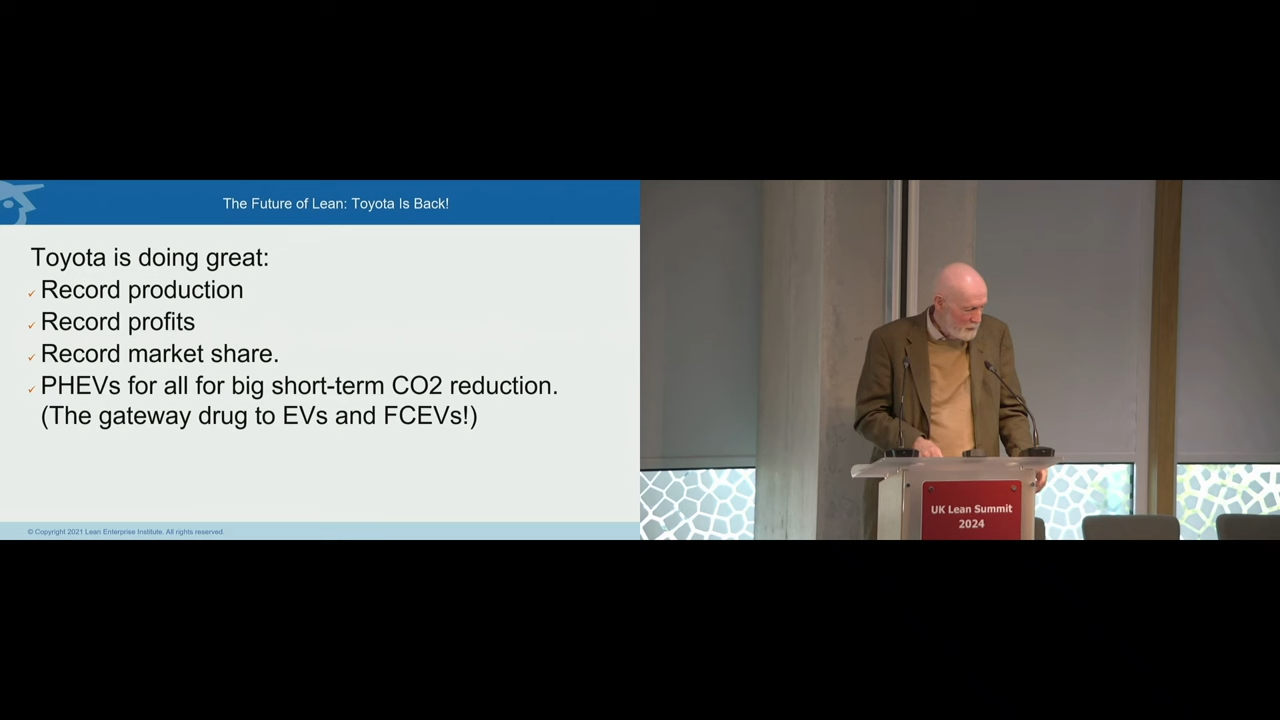 The Future of Lean: Toyota Is Back!
Toyota is doing great:
✓ Record production
✓ Record profits
✓ Record market share.
✓ PHEVs for all for big short-term CO2 reduction.
(The gateway drug to EVs and FCEVs!)
© Copyright 2021 Lean Enterprise Institute. All rights reserved.
UK Lean Summit
2024